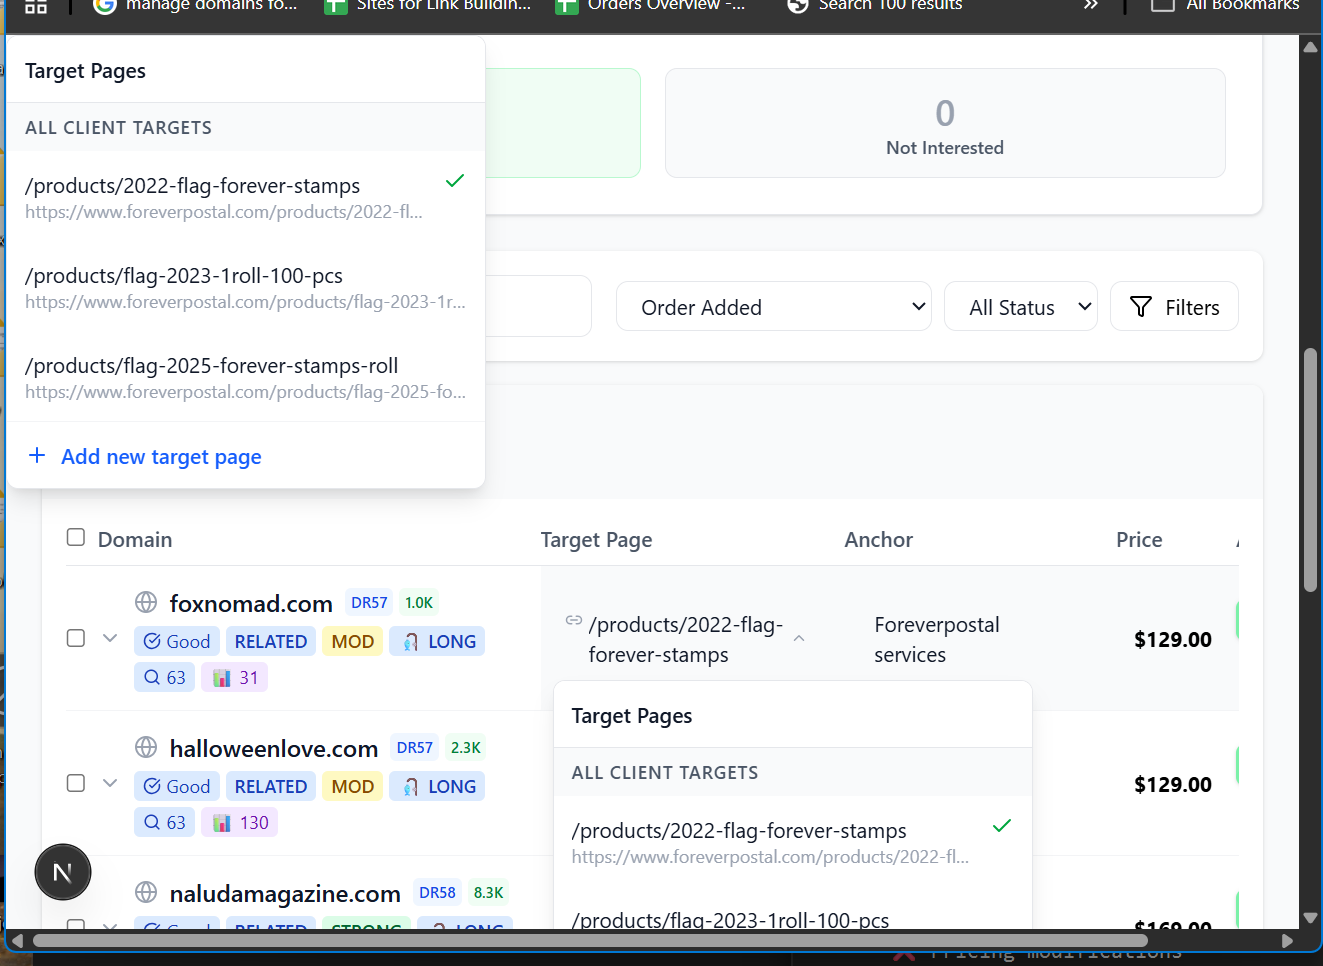 manage domains fo...
Sites for Link Buildin...
Orders Overview -...
Search 100 results
»
All Bookmarks
Target Pages
ALL CLIENT TARGETS
/products/2022-flag-forever-stamps
https://www.foreverpostal.com/products/2022-fl...
/products/flag-2023-1roll-100-pcs
https://www.foreverpostal.com/products/flag-2023-1r...
/products/flag-2025-forever-stamps-roll
https://www.foreverpostal.com/products/flag-2025-fo...
+ Add new target page
0
Not Interested
Order Added
All Status
Filters
Domain
Target Page
Anchor
Price
foxnomad.com DR57 1.0K
Good RELATED MOD LONG
63 31
/products/2022-flag-
forever-stamps
Foreverpostal
services
$129.00
halloweenlove.com DR57 2.3K
Good RELATED MOD LONG
63 130
$129.00
Target Pages
ALL CLIENT TARGETS
/products/2022-flag-forever-stamps
https://www.foreverpostal.com/products/2022-fl...
/products/flag-2023-1roll-100-pcs
N
naludamagazine.com DR58 8.3K
Good RELATED STRONG LONG
$169.00
Pricing modifications